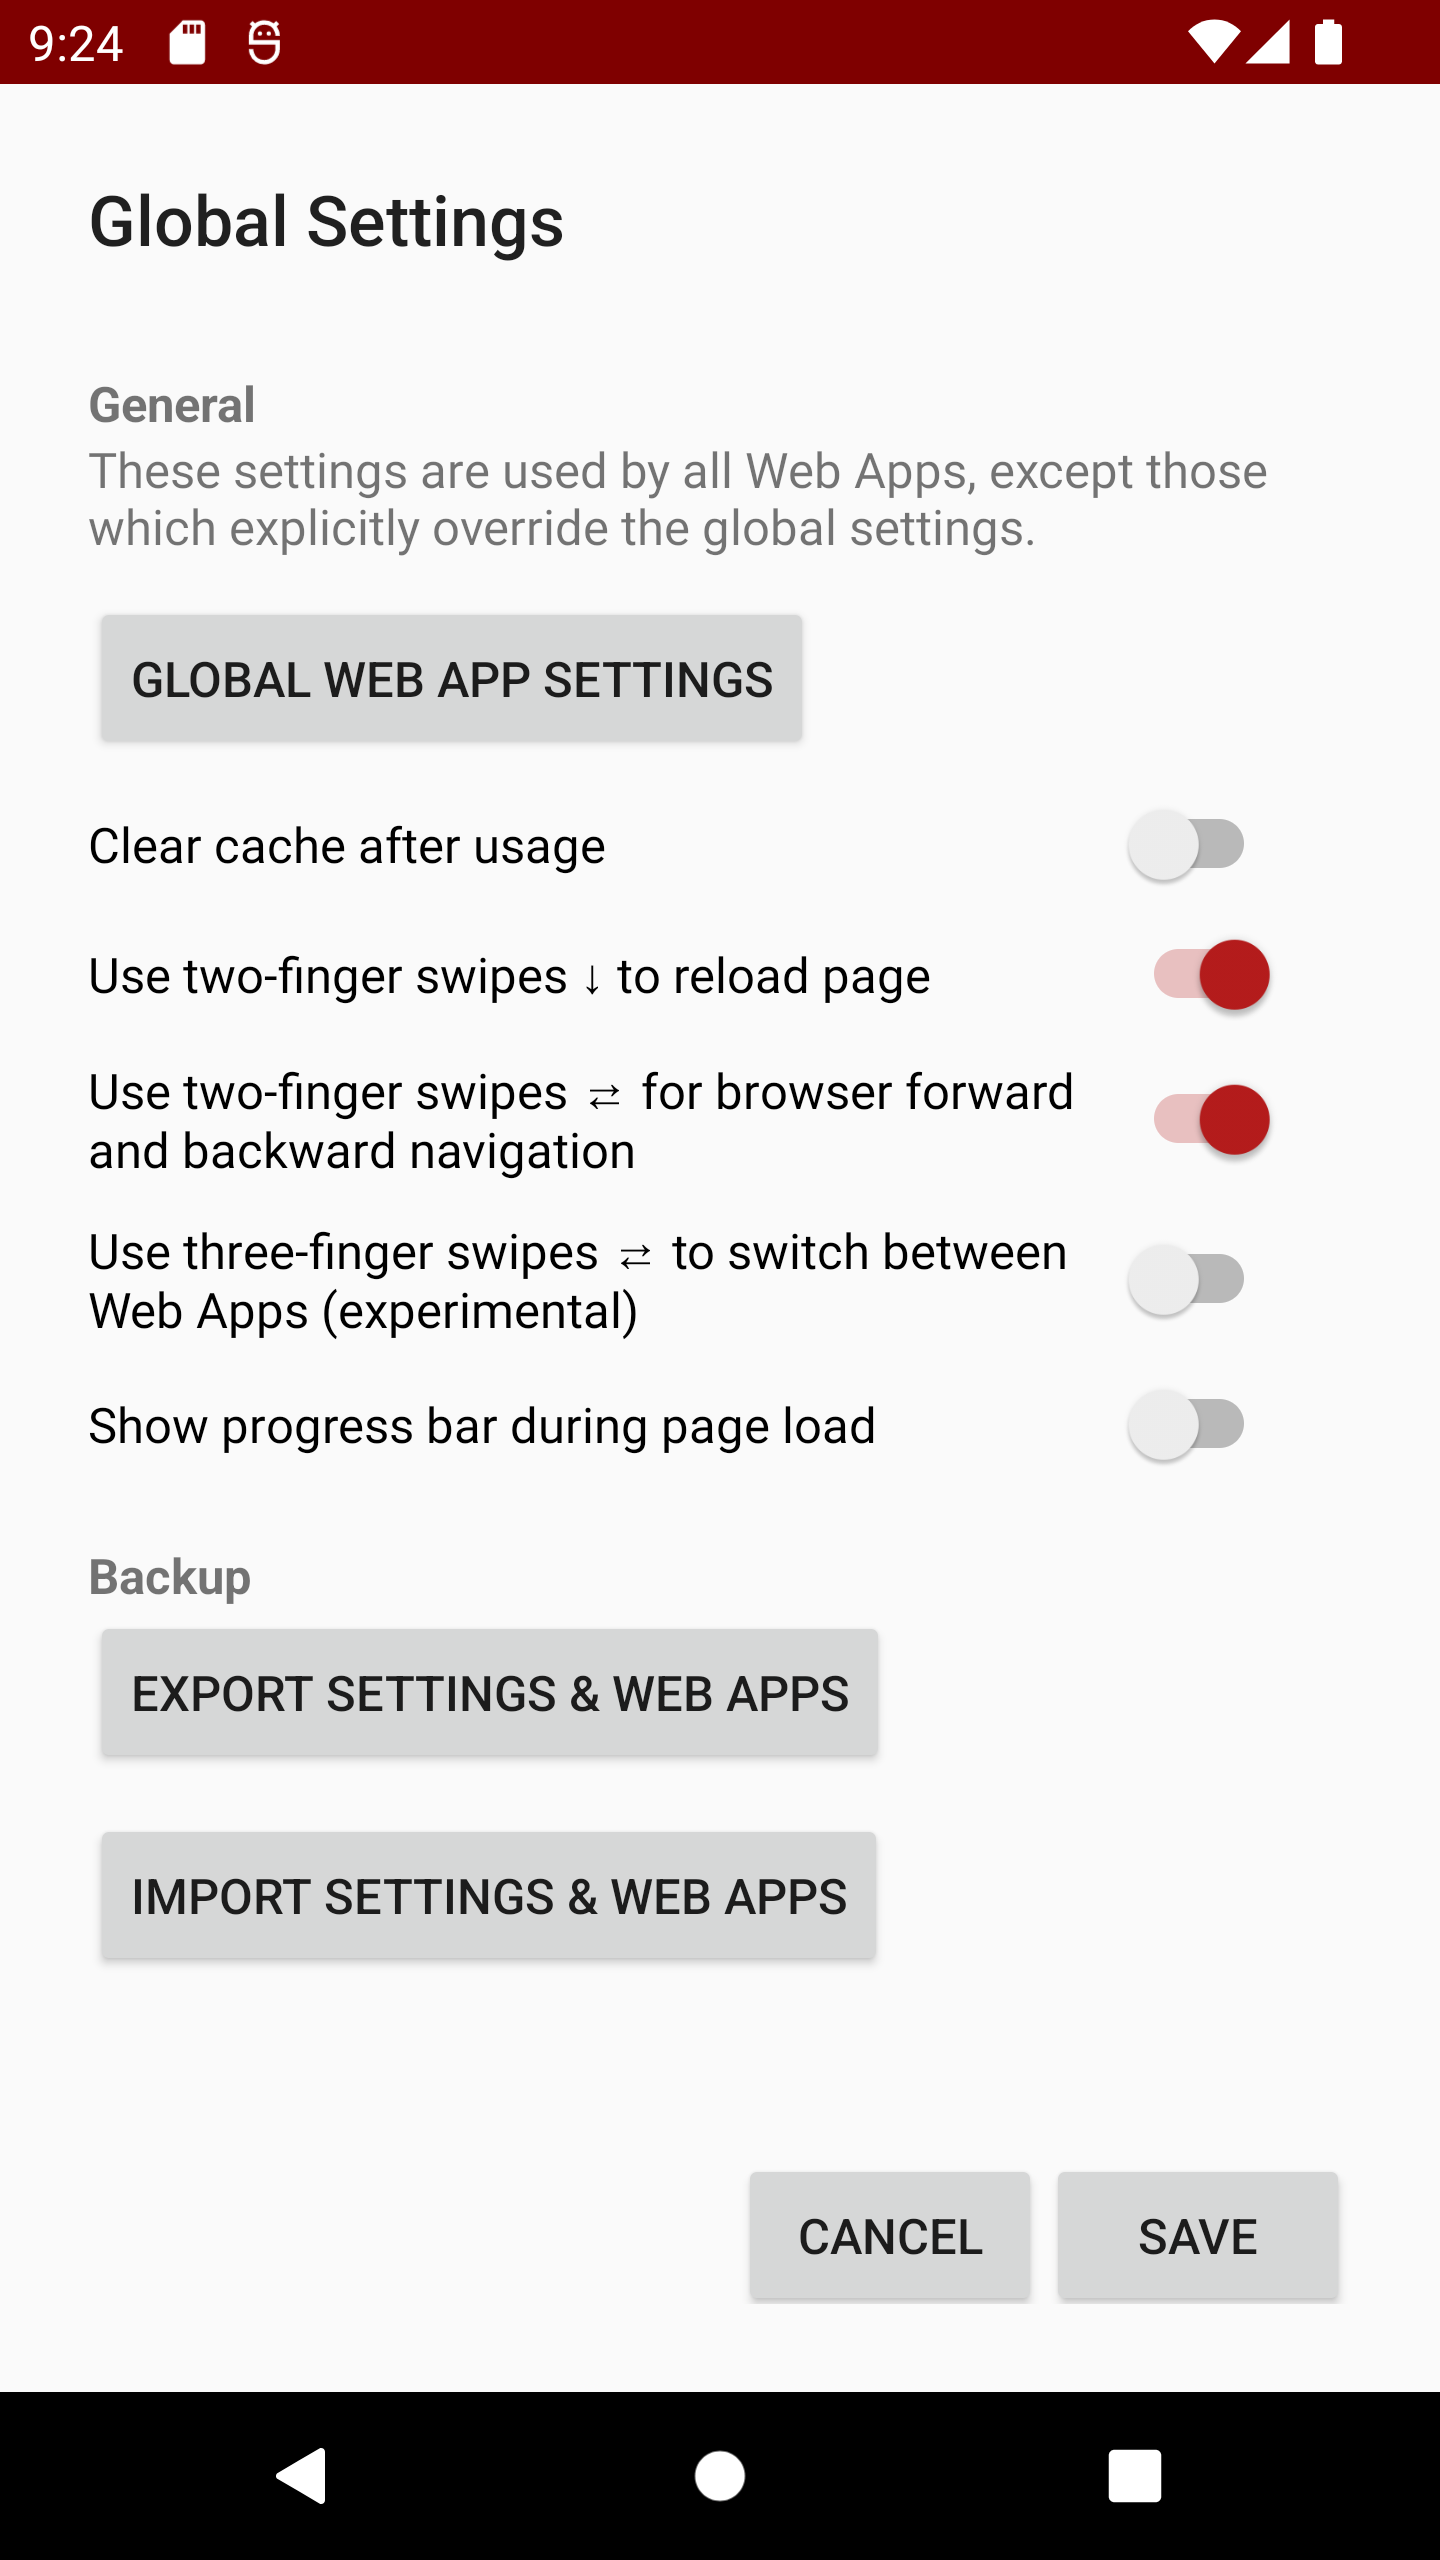 9:24
Global Settings
General
These settings are used by all Web Apps, except those
which explicitly override the global settings.
GLOBAL WEB APP SETTINGS
Clear cache after usage
Use two-finger swipes ↓ to reload page
Use two-finger swipes ⇄ for browser forward
and backward navigation
Use three-finger swipes ⇄ to switch between
Web Apps (experimental)
Show progress bar during page load
Backup
EXPORT SETTINGS & WEB APPS
IMPORT SETTINGS & WEB APPS
CANCEL
SAVE